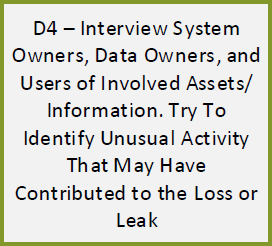 D4 – Interview System
Owners, Data Owners, and
Users of Involved Assets/
Information. Try To
Identify Unusual Activity
That May Have
Contributed to the Loss or
Leak